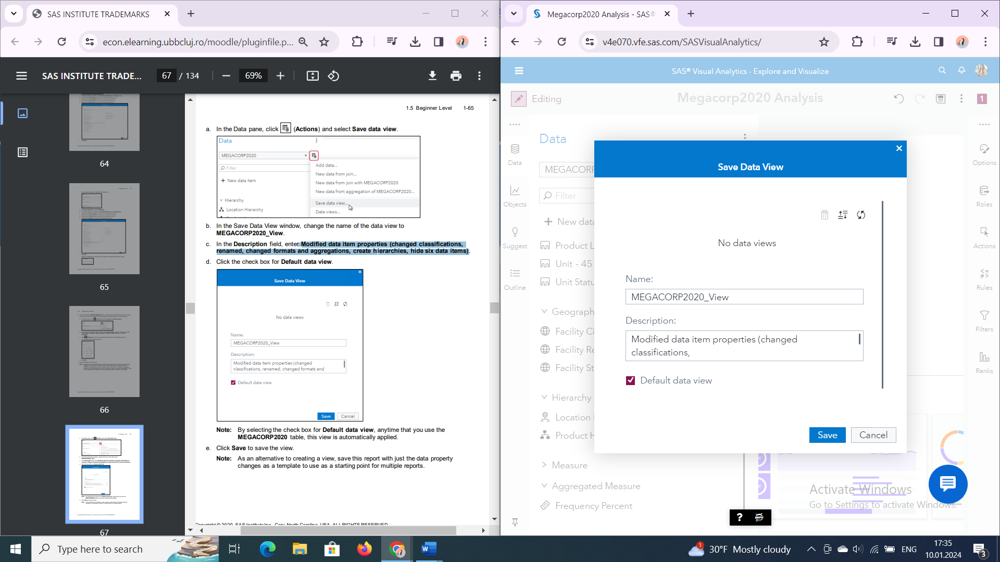 SAS INSTITUTE TRADEMARKS
econ.elearning.ubbcluj.ro/moodle/pluginfile.p...
SAS INSTITUTE TRADE...
67 / 134
69%
64
65
66
67
1.5 Beginner Level 1-65
a. In the Data pane, click (Actions) and select Save data view.
Data
MEGACORP2020
Filter
New data item
Hierarchy
Location Hierarchy
Add data...
New data from join...
New data from join with MEGACORP2020
New data from aggregation of MEGACORP2020...
Save data view...
Data views...
b. In the Save Data View window, change the name of the data view to
MEGACORP2020_View.
c. In the Description field, enter Modified data item properties (changed classifications,
renamed, changed formats and aggregations, create hierarchies, hide six data items).
d. Click the check box for Default data view.
Save Data View
No data views
Name:
MEGACORP2020_View
Description:
Modified data item properties (changed
classifications, renamed, changed formats and
Default data view
Save Cancel
Note: By selecting the check box for Default data view, anytime that you use the
MEGACORP2020 table, this view is automatically applied.
e. Click Save to save the view.
Note: As an alternative to creating a view, save this report with just the data property
changes as a template to use as a starting point for multiple reports.
Copyright © 2020, SAS Institute Inc., Cary, North Carolina, USA. ALL RIGHTS RESERVED.
Megacorp2020 Analysis - SAS®
v4e070.vfe.sas.com/SASVisualAnalytics/
SAS® Visual Analytics - Explore and Visualize
Editing
Megacorp2020 Analysis
1
Data
Objects
Suggest
Outline
Data
MEGACORP
Filter
New data
Product L
Unit - 45
Unit Statu
Geograph
Facility Ci
Facility Re
Facility St
Hierarchy
Location
Product H
Measure
Aggregated Measure
Frequency Percent
Save Data View
No data views
Name:
MEGACORP2020_View
Description:
Modified data item properties (changed
classifications,
Default data view
Save
Cancel
Options
Roles
Actions
Rules
Filters
Ranks
Activate Windows
Go to Settings to activate Windows.
?
Type here to search
1
30°F Mostly cloudy
ENG
17:35
10.01.2024
3